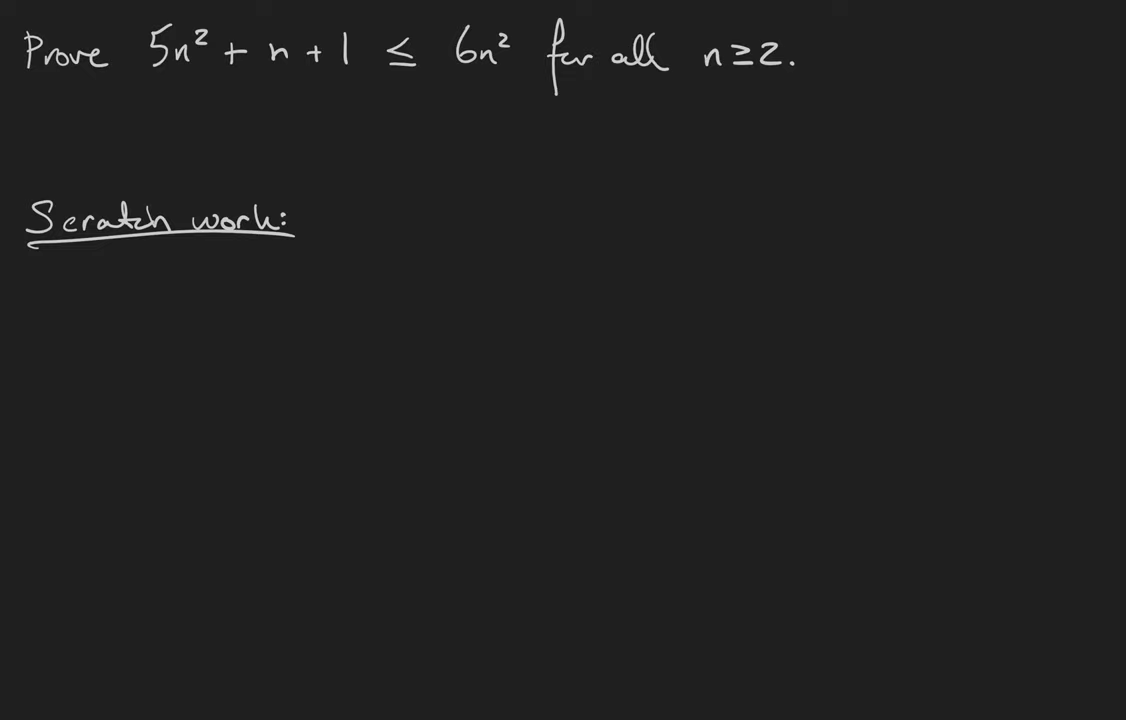 Prove 5n² + n + 1 ≤ 6n² for all n ≥ 2.
Scratch work: